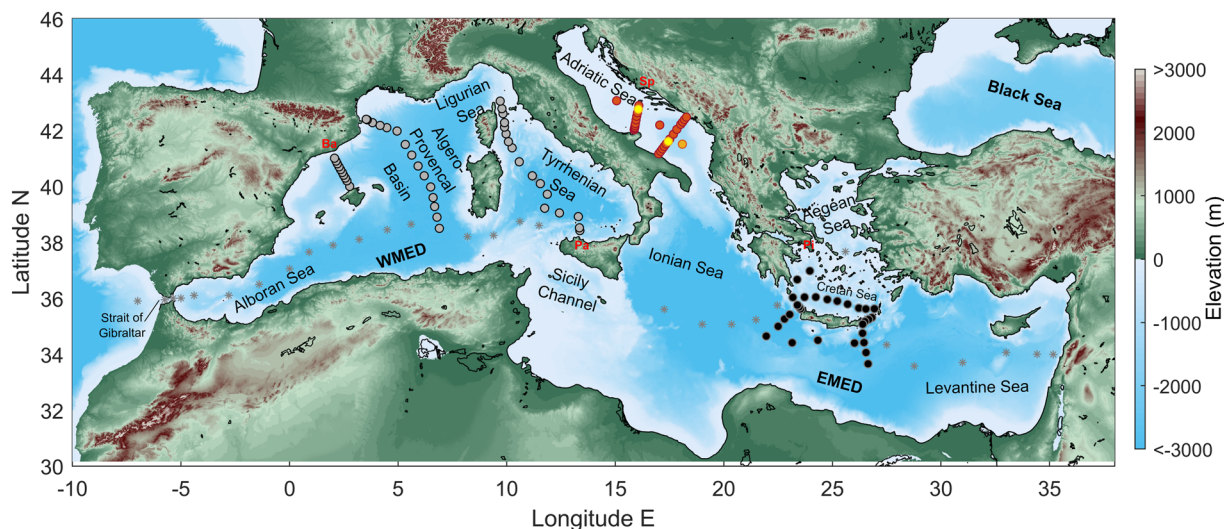 46
44
42
40
38
36
34
32
30
-10
-5
0
5
10
15
20
25
30
35
Latitude N
Longitude E
Adriatic Sea
Sp
Black Sea
Ligurian
Sea
Ba
Algero
Provencal
Basin
Tyrrhenian
Sea
Aegean
Sea
Pa
Pi
WMED
Ionian Sea
Alboran Sea
Sicily
Channel
Cretan Sea
Strait of
Gibraltar
EMED
Levantine Sea
>3000
2000
1000
0
-1000
-2000
<-3000
Elevation (m)